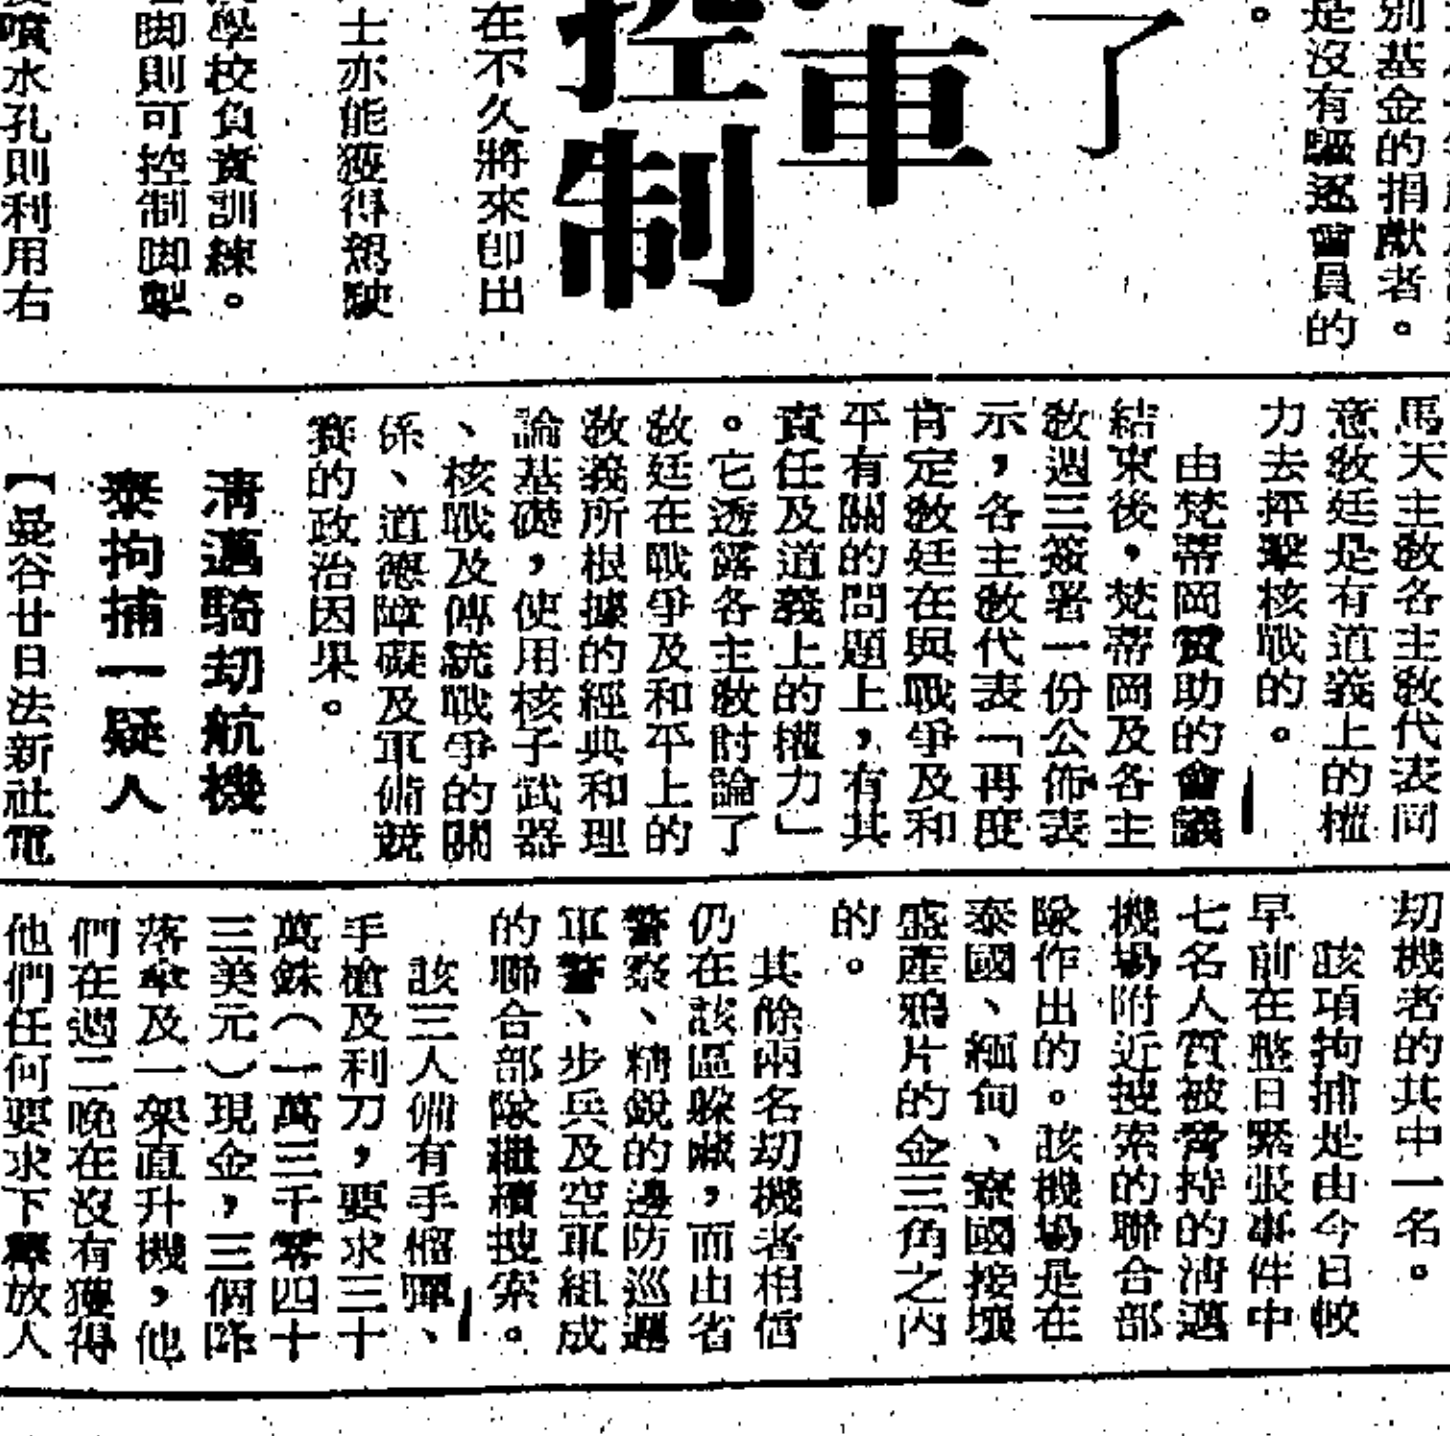 別基金的捐獻者。
是沒有驅逐會員的
。
了
車
控制
在不久將來卽出
士亦能獲得駕駛
學校負責訓練。
脚則可控制脚掣
噴水孔則利用右
馬天主敎各主敎代表同
意敎廷是有道義上的權
力去抨擊核戰的。
由梵蒂岡贊助的會議
結束後，梵蒂岡及各主
敎週三簽署一份公佈表
示，各主敎代表「再度
肯定敎廷在與戰爭及和
平有關的問題上，有其
責任及道義上的權力」
。它透露各主敎討論了
敎廷在戰爭及和平上的
敎義所根據的經典和理
論基礎，使用核子武器
、核戰及傳統戰爭的關
係、道德障礙及軍備競
賽的政治因果。
淸邁騎劫航機
泰拘捕一疑人
【曼谷廿日法新社電
劫機者的其中一名。
該項拘捕是由今日較
早前在整日緊張事件中
七名人質被脅持的淸邁
機場附近搜索的聯合部
隊作出的。該機場是在
泰國、緬甸、寮國接壤
盛產鴉片的金三角之內
的。
其餘兩名劫機者相信
仍在該區躲藏，而由省
警察、精銳的邊防巡邏
軍警、步兵及空軍組成
的聯合部隊繼續搜索。
該三人備有手榴彈、
手槍及利刀，要求三十
萬銖（一萬三千零四十
三美元）現金，三個降
落傘及一架直升機，他
們在週二晚在沒有獲得
他們任何要求下釋放人